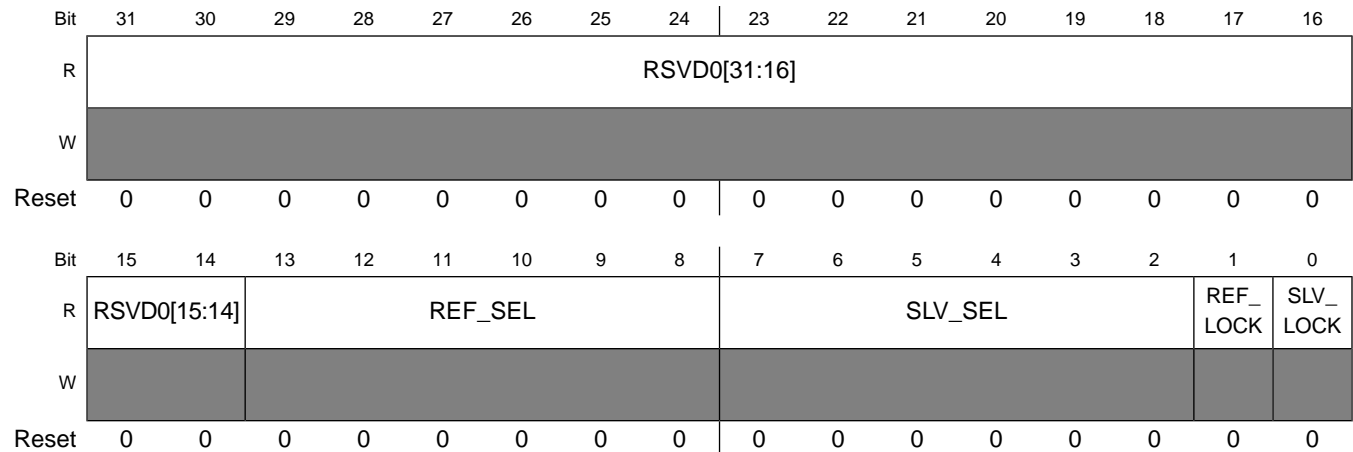 Bit 31 30 29 28 27 26 25 24 23 22 21 20 19 18 17 16
R RSVD0[31:16]
W
Reset 0 0 0 0 0 0 0 0 0 0 0 0 0 0 0 0
Bit 15 14 13 12 11 10 9 8 7 6 5 4 3 2 1 0
R RSVD0[15:14] REF_SEL SLV_SEL REF_ SLV_
LOCK LOCK
W
Reset 0 0 0 0 0 0 0 0 0 0 0 0 0 0 0 0